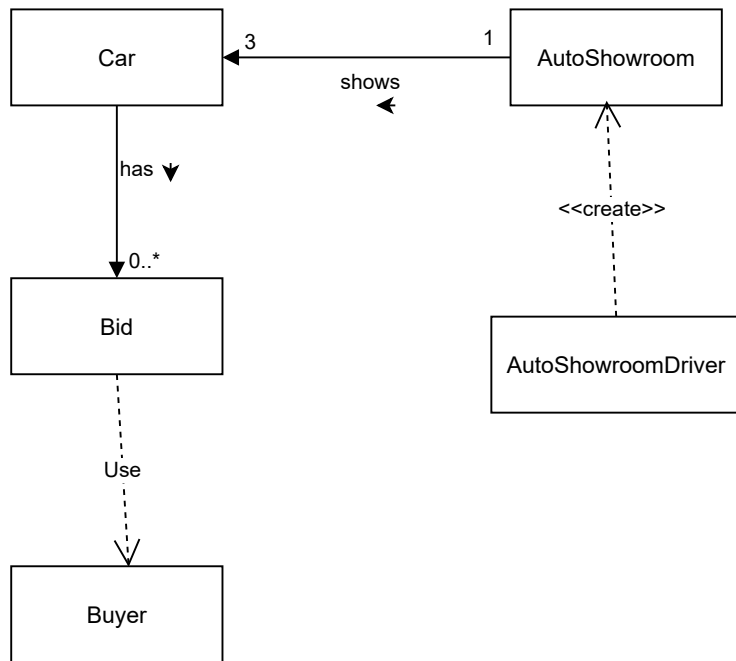 Car
3
1
AutoShowroom
shows
has
<<create>>
0..*
Bid
AutoShowroomDriver
Use
Buyer